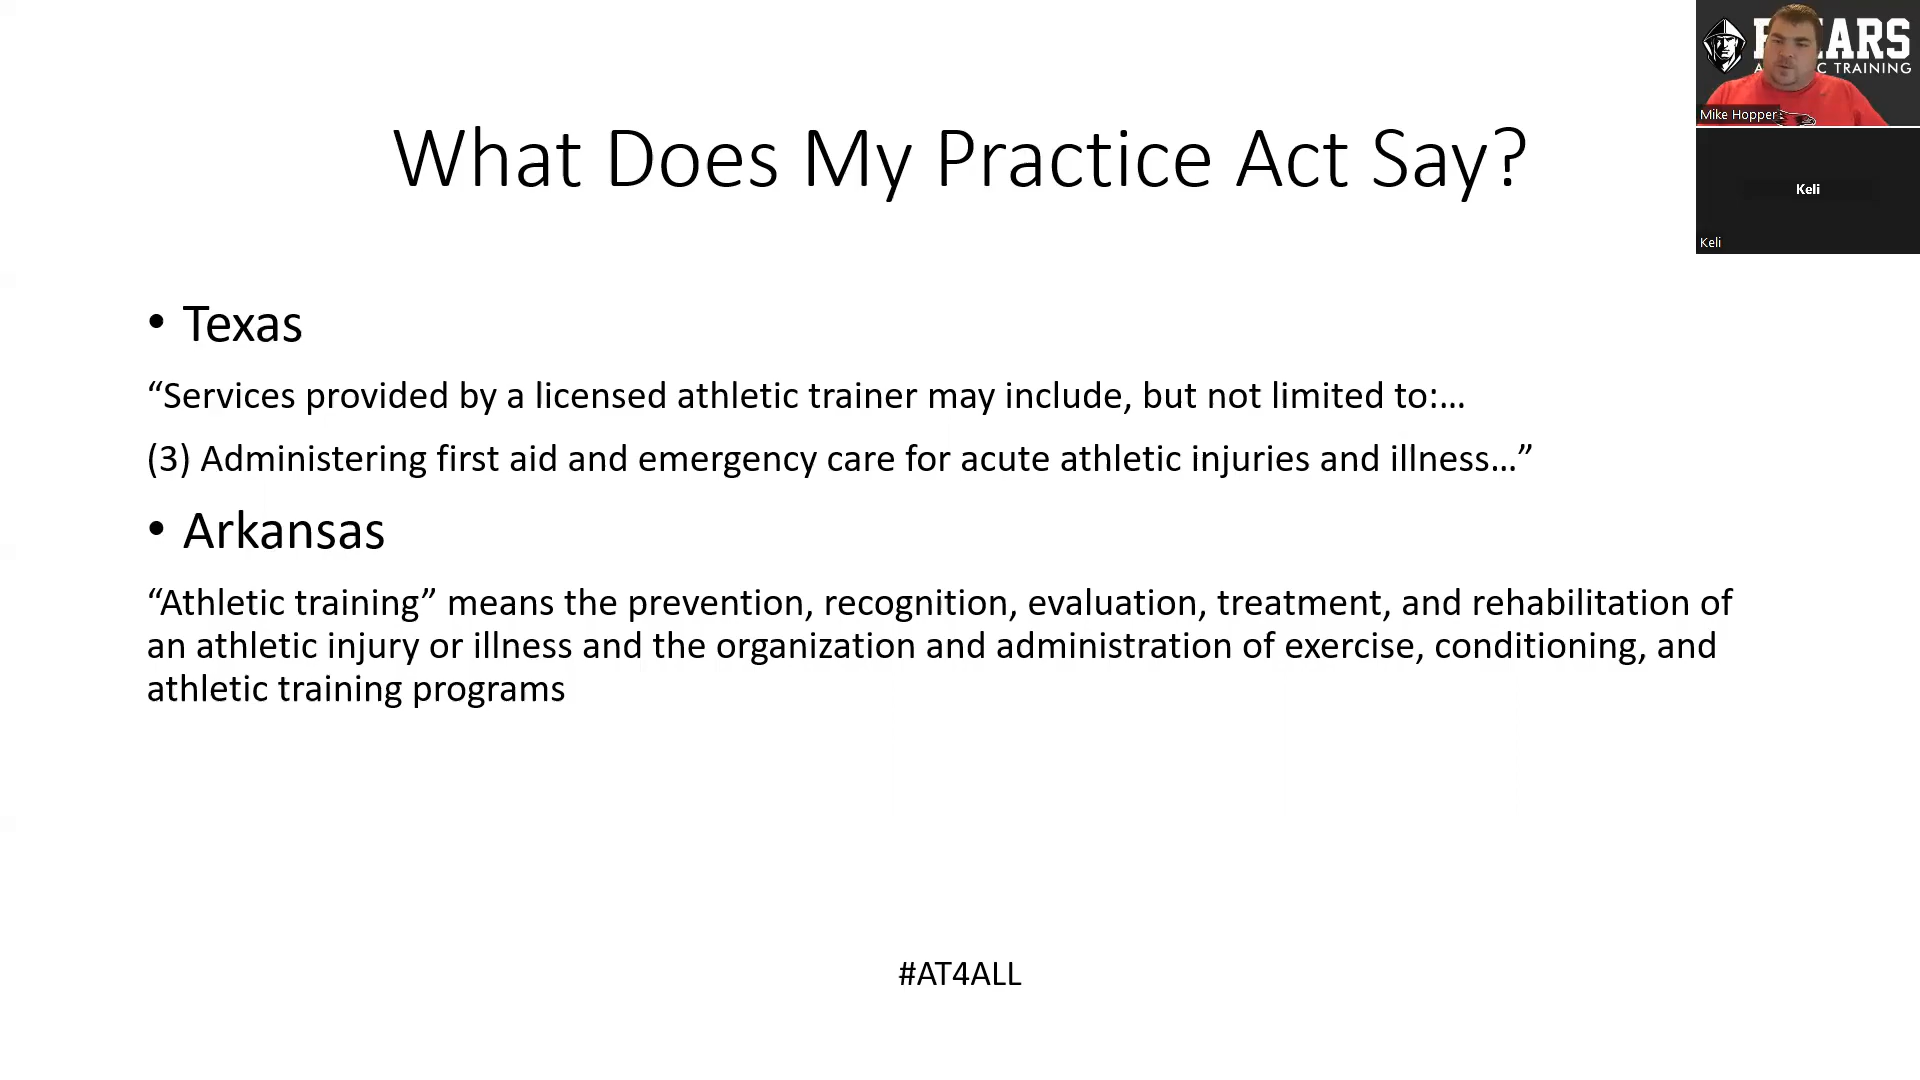 What Does My Practice Act Say?
• Texas
“Services provided by a licensed athletic trainer may include, but not limited to:…
(3) Administering first aid and emergency care for acute athletic injuries and illness…”
• Arkansas
“Athletic training” means the prevention, recognition, evaluation, treatment, and rehabilitation of
an athletic injury or illness and the organization and administration of exercise, conditioning, and
athletic training programs
#AT4ALL
TRAINING
Mike Hopper
Keli
Keli